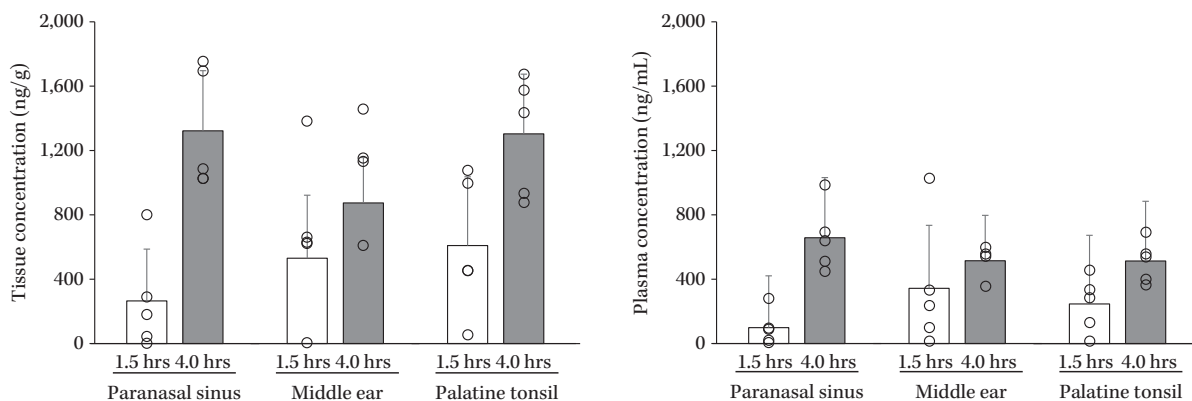 Tissue concentration (ng/g)
2,000
1,600
1,200
800
400
0
1.5 hrs 4.0 hrs
Paranasal sinus
1.5 hrs 4.0 hrs
Middle ear
1.5 hrs 4.0 hrs
Palatine tonsil
Plasma concentration (ng/mL)
2,000
1,600
1,200
800
400
0
1.5 hrs 4.0 hrs
Paranasal sinus
1.5 hrs 4.0 hrs
Middle ear
1.5 hrs 4.0 hrs
Palatine tonsil